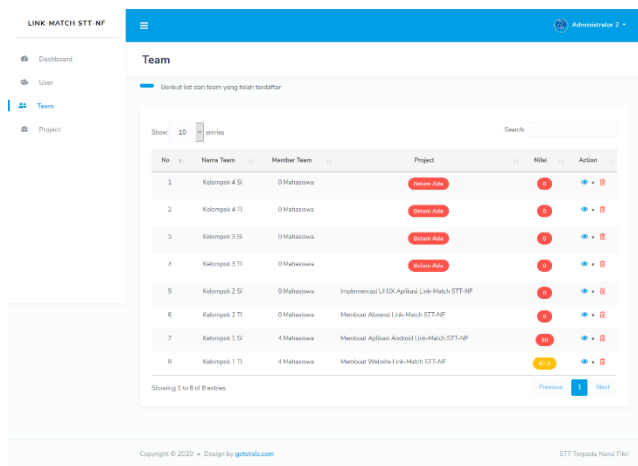 LINK-MATCH STT-NF
Administrator 2
Dashboard
User
Team
Project
Team
Berikut list dari team yang telah terdaftar
Show 10 entries
Search:
No Nama Team Member Team Project Nilai Action
1 Kelompok 4 SI 0 Mahasiswa Belum Ada 0
2 Kelompok 4 TI 0 Mahasiswa Belum Ada 0
3 Kelompok 3 SI 0 Mahasiswa Belum Ada 0
4 Kelompok 3 TI 0 Mahasiswa Belum Ada 0
5 Kelompok 2 SI 0 Mahasiswa Implementasi UI UX Aplikasi Link-Match STT-NF 0
6 Kelompok 2 TI 0 Mahasiswa Membuat Absensi Link-Match STT-NF 0
7 Kelompok 1 SI 4 Mahasiswa Membuat Aplikasi Android Link-Match STT-NF
8 Kelompok 1 TI 4 Mahasiswa Membuat Website Link-Match STT-NF
Showing 1 to 8 of 8 entries
Previous 1 Next
Copyright © 2020 • Design by getstisla.com
STT Terpadu Nurul Fikri